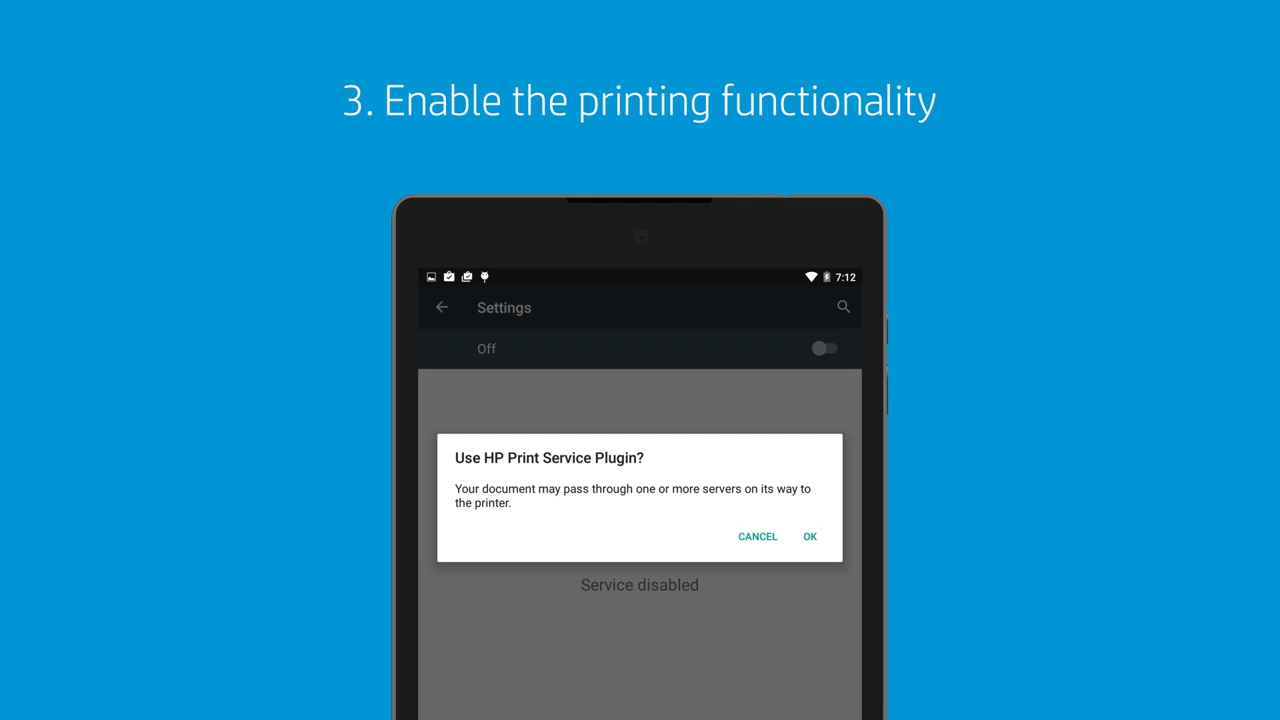 3. Enable the printing functionality
7:12
Settings
Off
Use HP Print Service Plugin?
Your document may pass through one or more servers on its way to
the printer.
CANCEL OK
Service disabled